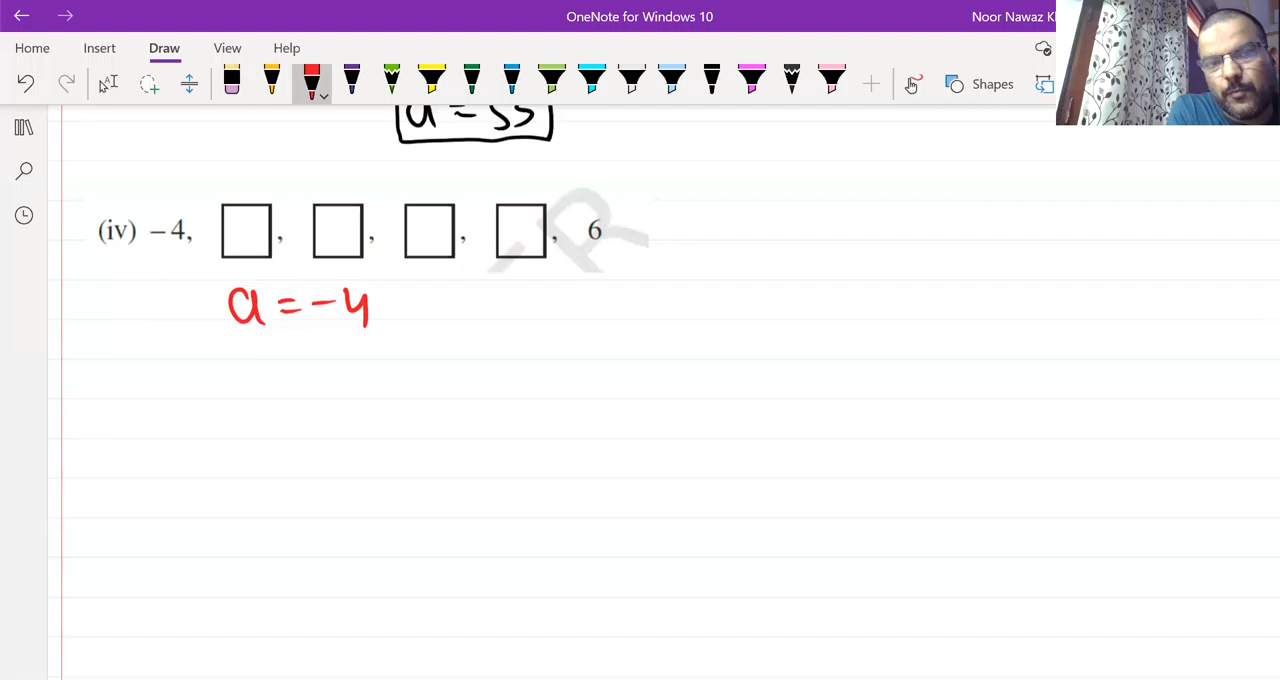 OneNote for Windows 10
Noor Nawaz
Home Insert Draw View Help
Shapes
(iv) – 4, , , , , 6
a = -4